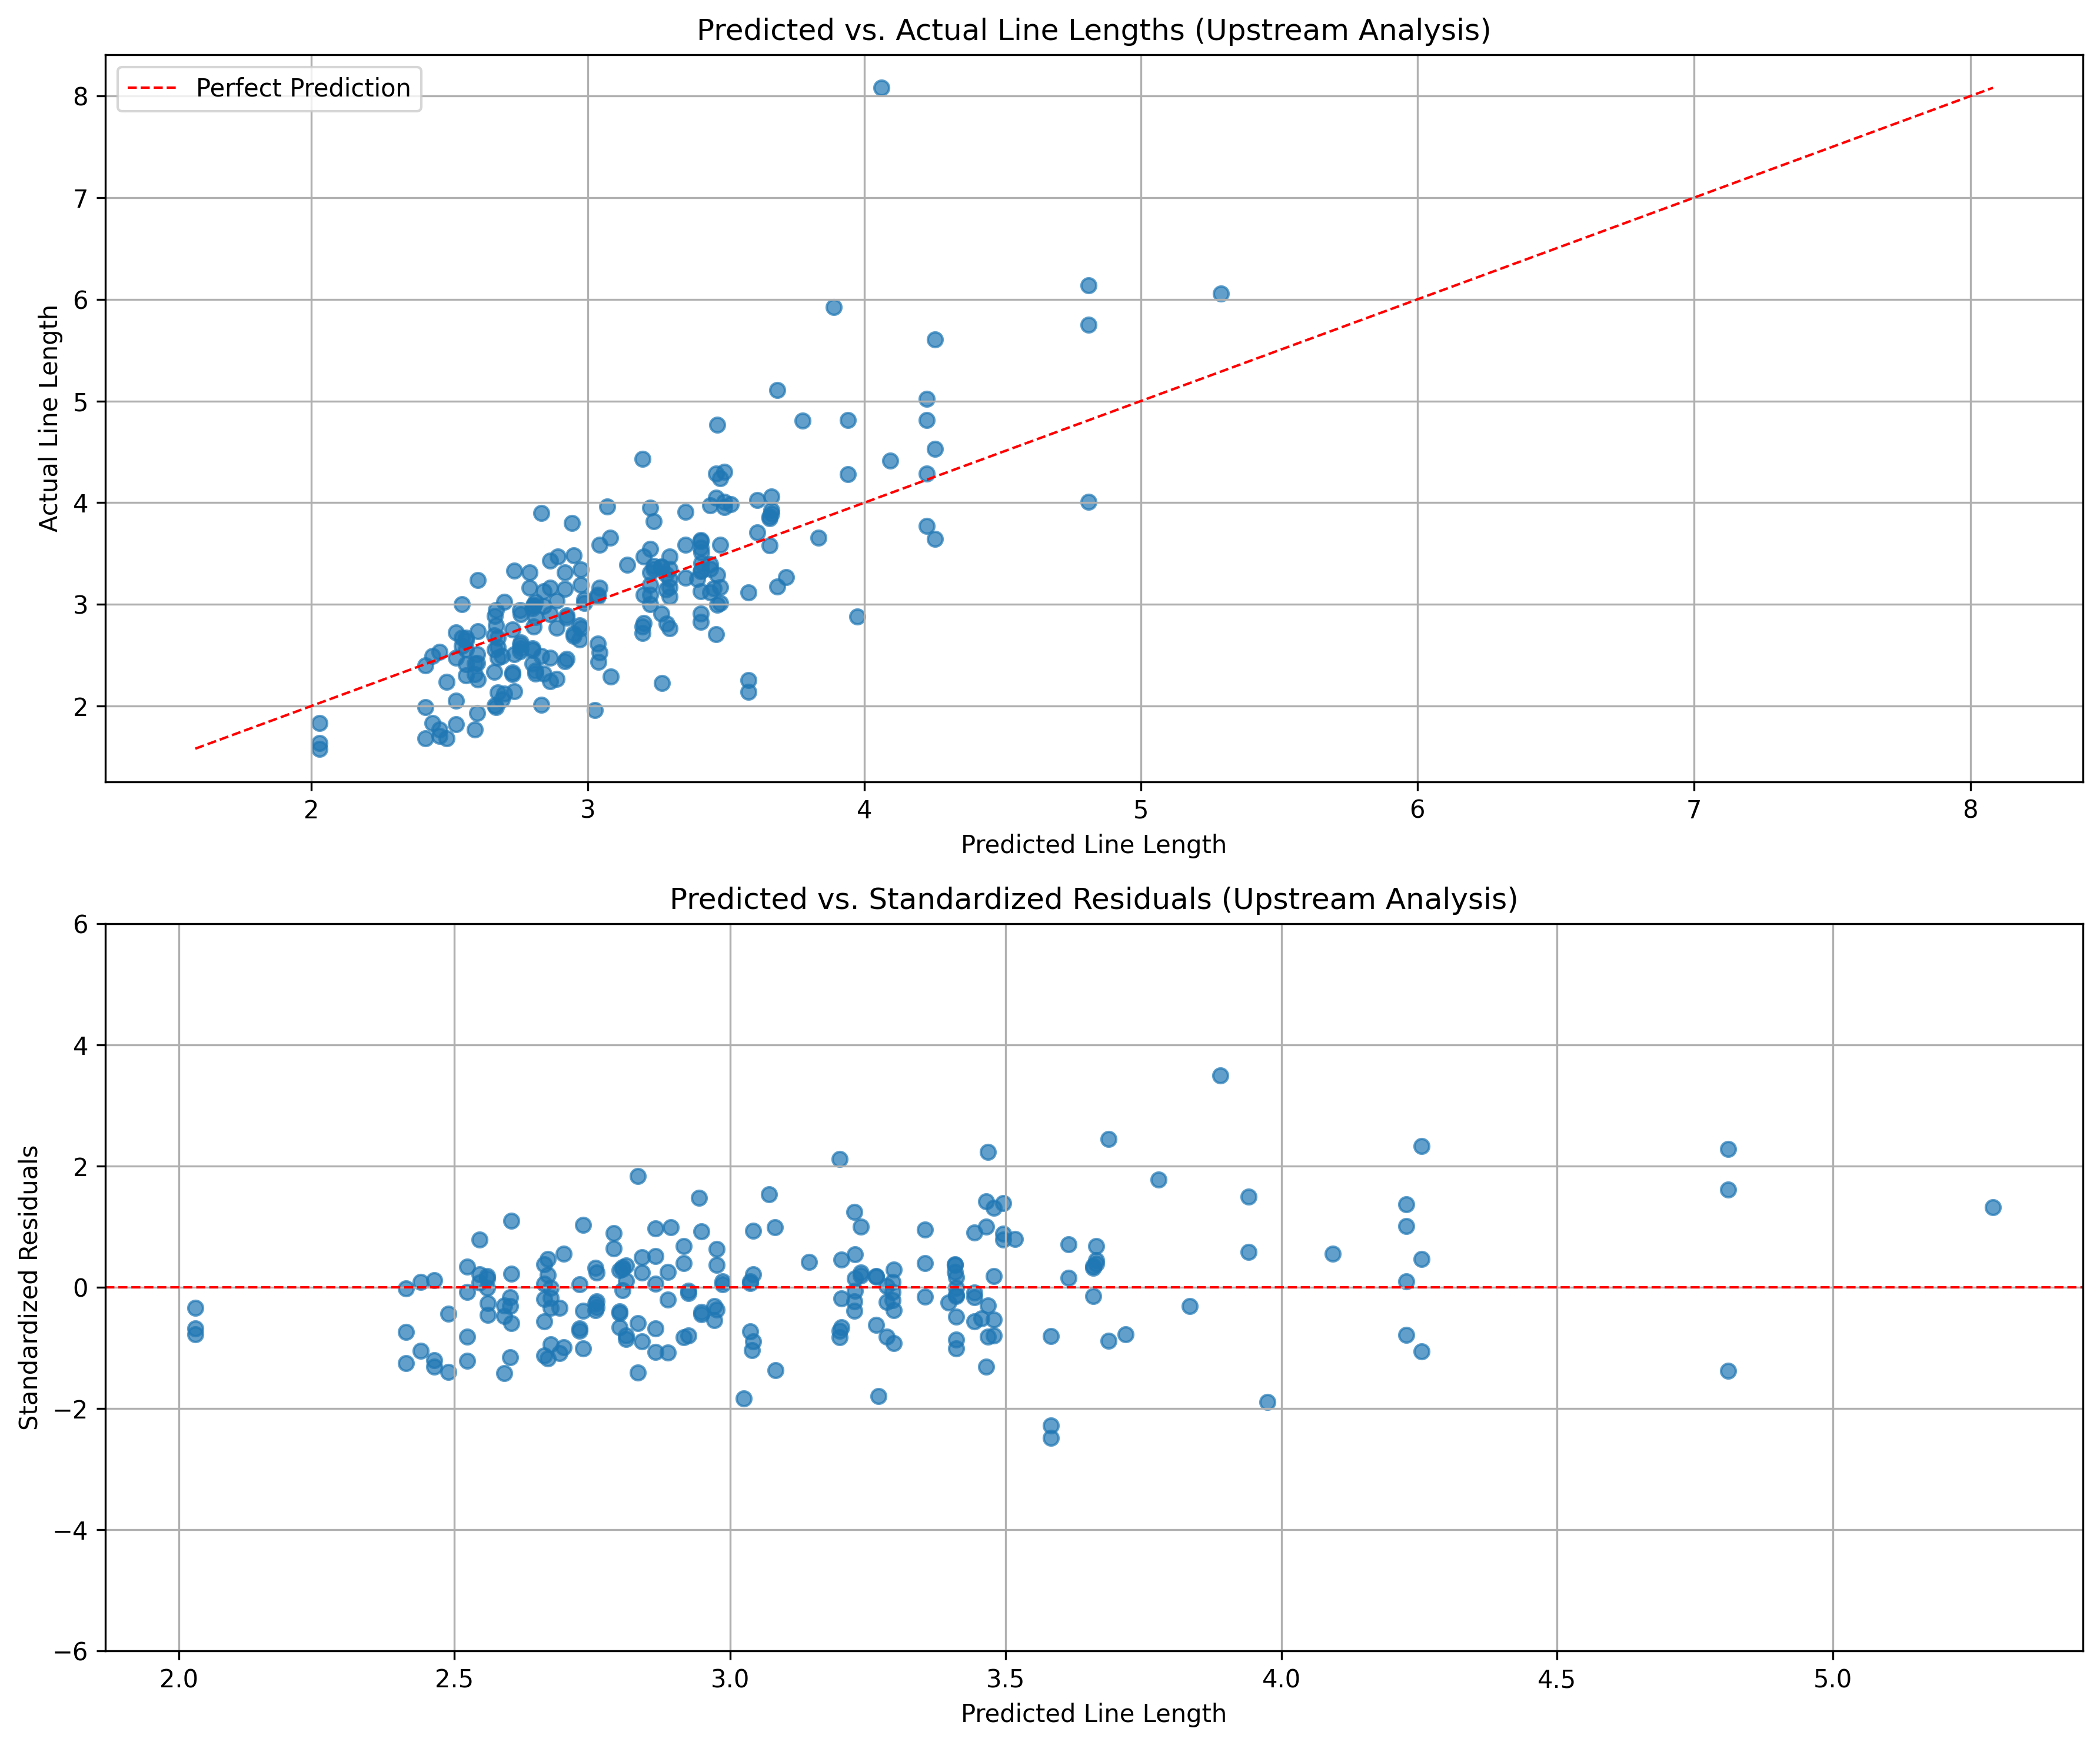 Predicted vs. Actual Line Lengths (Upstream Analysis)
Perfect Prediction
Actual Line Length
8
7
6
5
4
3
2
2 3 4 5 6 7 8
Predicted Line Length
Predicted vs. Standardized Residuals (Upstream Analysis)
Standardized Residuals
6
4
2
0
−2
−4
−6
2.0 2.5 3.0 3.5 4.0 4.5 5.0
Predicted Line Length